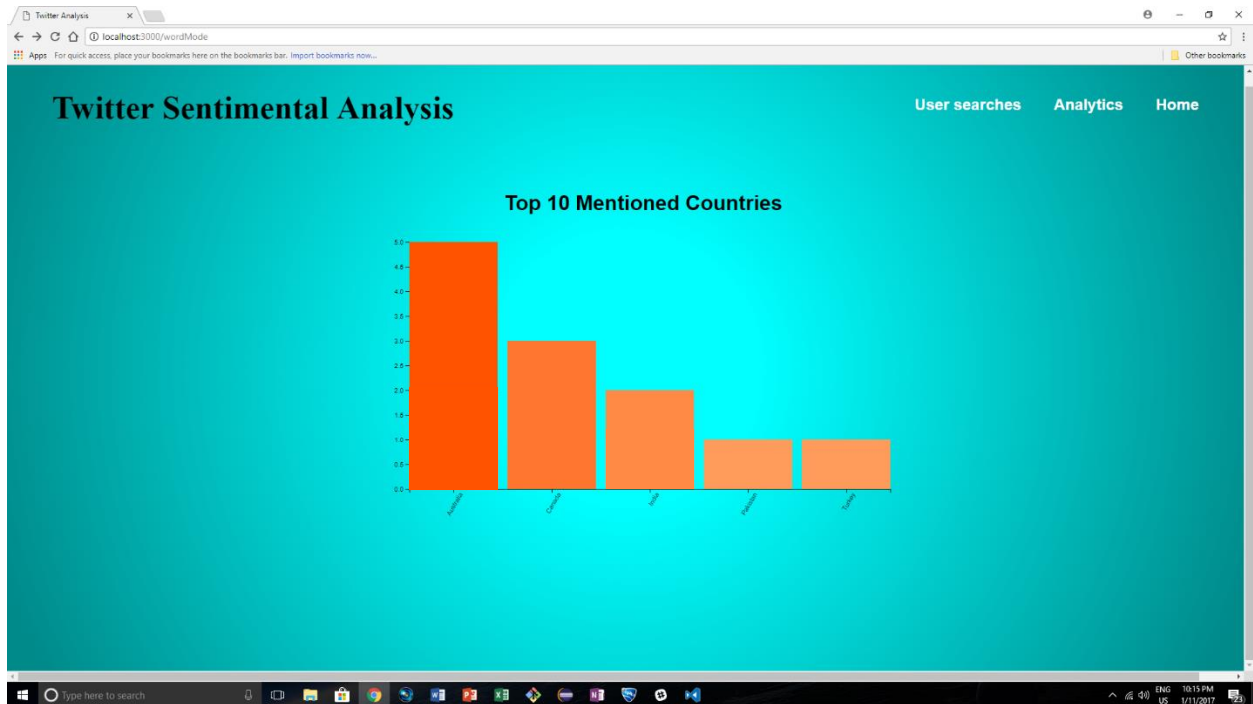 Twitter Analysis
localhost:3000/wordMode
Apps For quick access, place your bookmarks here on the bookmarks bar. Import bookmarks now... Other bookmarks
Twitter Sentimental Analysis
User searches Analytics Home
Top 10 Mentioned Countries
5.0
4.5
4.0
3.5
3.0
2.5
2.0
1.5
1.0
0.5
0.0
Australia Canada India Pakistan Turkey
Type here to search
ENG 10:15 PM
US 1/11/2017
23